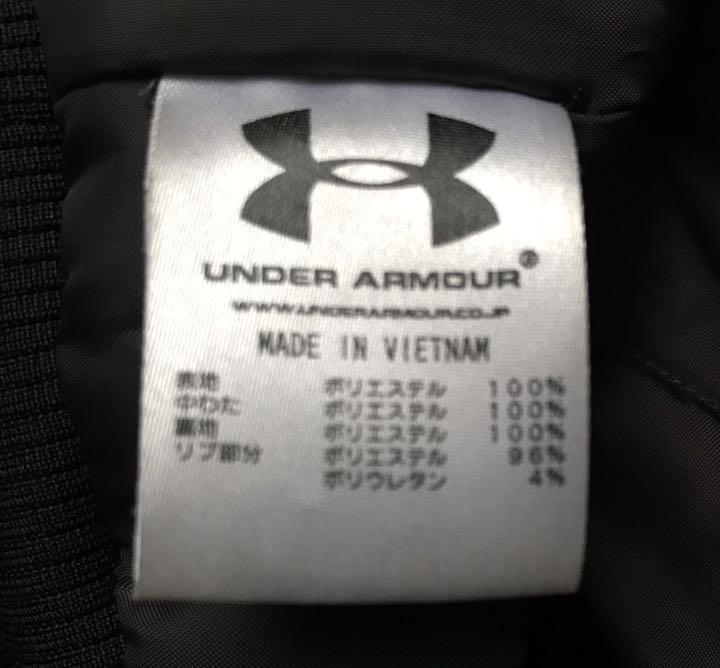 UNDER ARMOUR®
WWW.UNDERARMOUR.CO.JP
MADE IN VIETNAM
表地 ポリエステル 100%
中わた ポリエステル 100%
裏地 ポリエステル 100%
リブ部分 ポリエステル 96%
ポリウレタン 4%